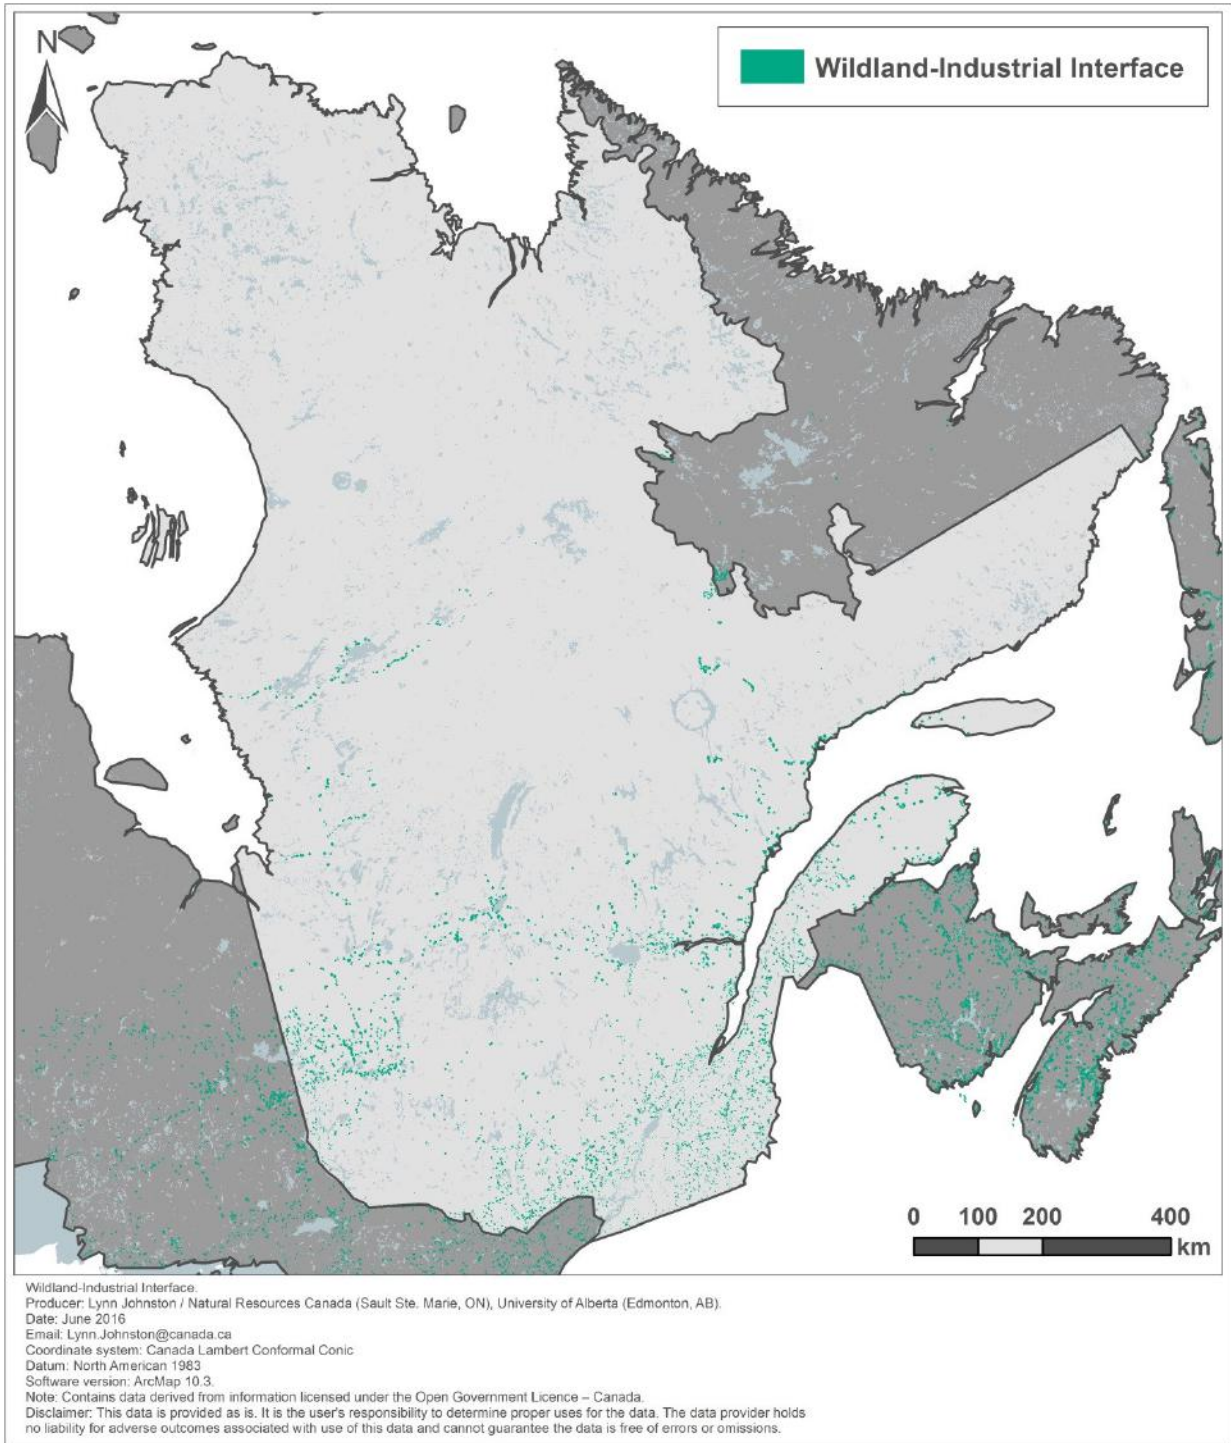 N
Wildland-Industrial Interface
0 100 200 400
km
Wildland-Industrial Interface.
Producer: Lynn Johnston / Natural Resources Canada (Sault Ste. Marie, ON), University of Alberta (Edmonton, AB).
Date: June 2016
Email: Lynn.Johnston@canada.ca
Coordinate system: Canada Lambert Conformal Conic
Datum: North American 1983
Software version: ArcMap 10.3.
Note: Contains data derived from information licensed under the Open Government Licence – Canada.
Disclaimer: This data is provided as is. It is the user's responsibility to determine proper uses for the data. The data provider holds
no liability for adverse outcomes associated with use of this data and cannot guarantee the data is free of errors or omissions.